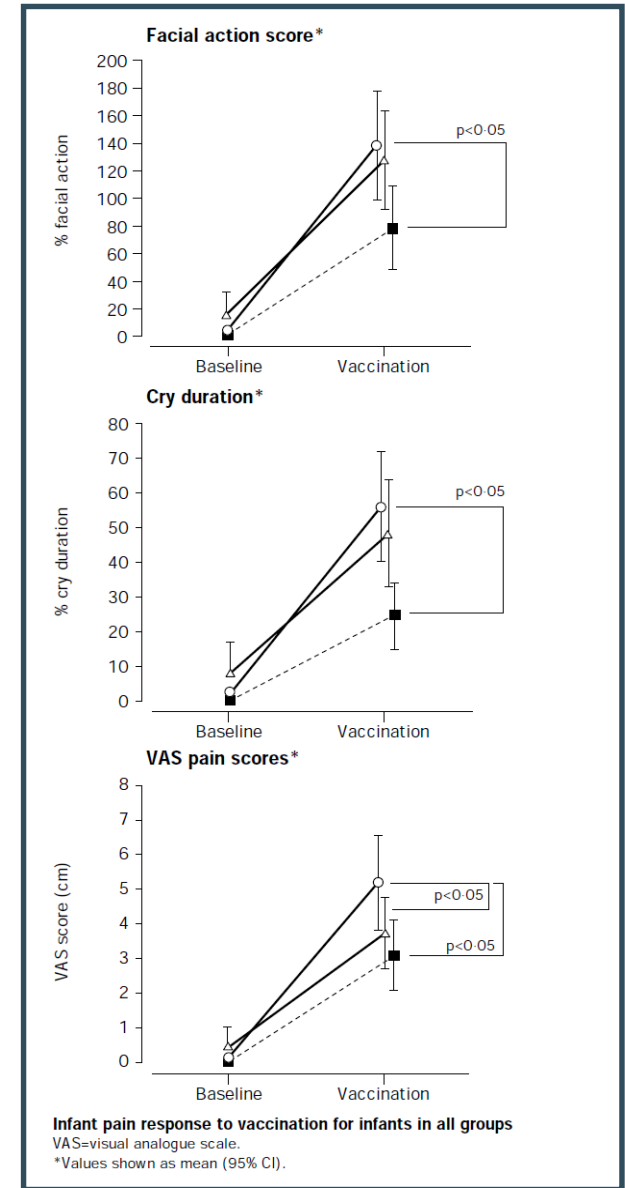 Facial action score*
200
180
160
140
120
100
80
60
40
20
0
% facial action
p<0·05
Baseline Vaccination
Cry duration*
80
70
60
50
40
30
20
10
0
% cry duration
p<0·05
Baseline Vaccination
VAS pain scores*
8
7
6
5
4
3
2
1
0
VAS score (cm)
p<0·05
p<0·05
Baseline Vaccination
Infant pain response to vaccination for infants in all groups
VAS=visual analogue scale.
*Values shown as mean (95% CI).